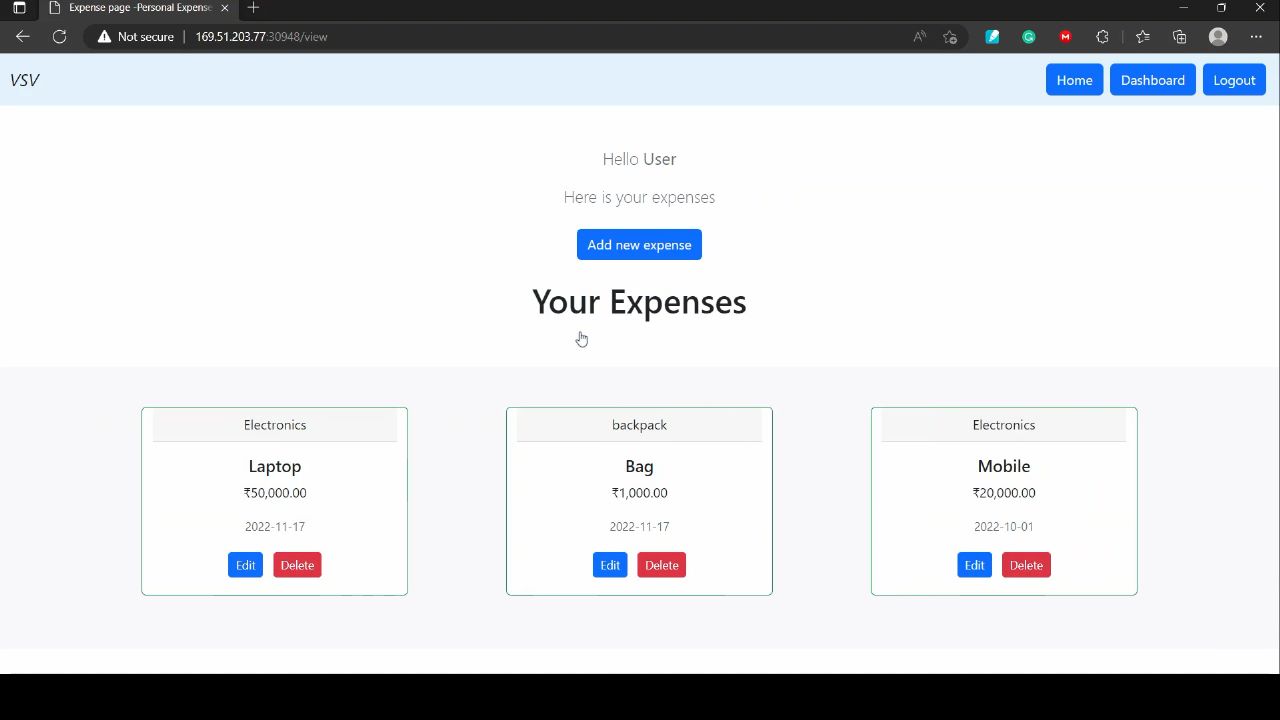 Expense page -Personal Expense
Not secure
169.51.203.77:30948/view
VSV
Home
Dashboard
Logout
Hello User
Here is your expenses
Add new expense
Your Expenses
Electronics
Laptop
₹50,000.00
2022-11-17
Edit
Delete
backpack
Bag
₹1,000.00
2022-11-17
Edit
Delete
Electronics
Mobile
₹20,000.00
2022-10-01
Edit
Delete